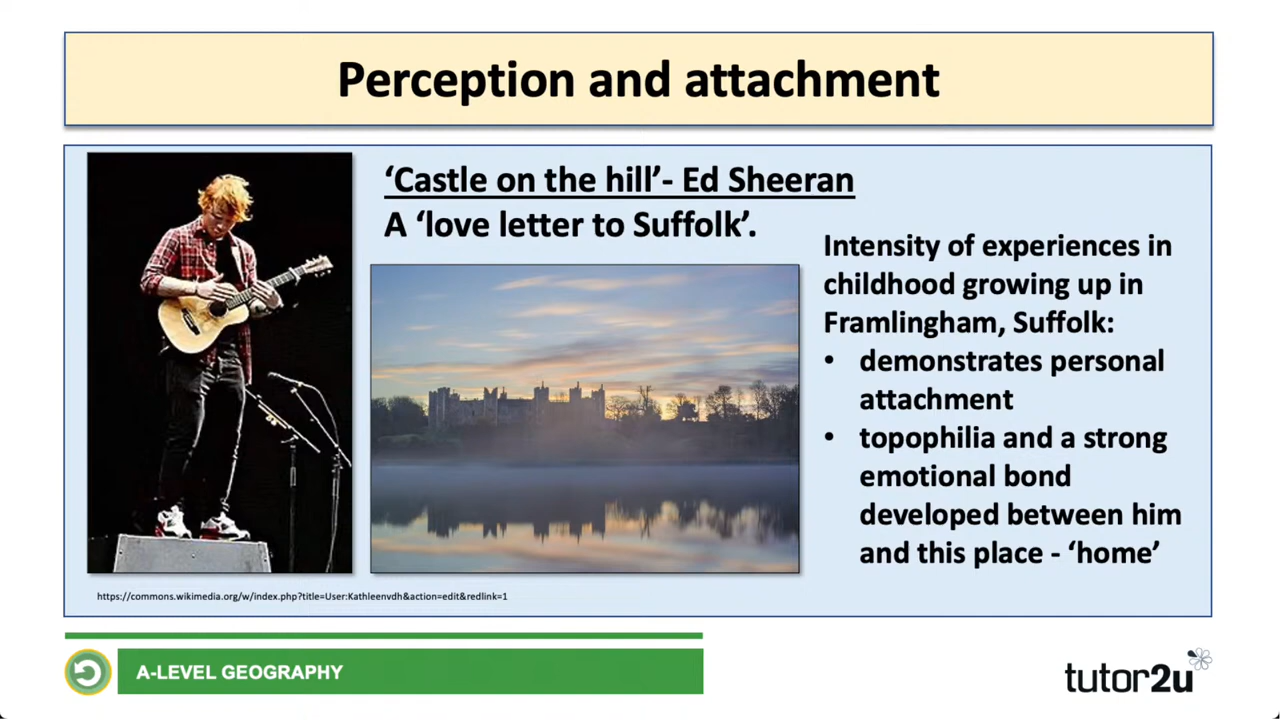 Perception and attachment
‘Castle on the hill’- Ed Sheeran
A ‘love letter to Suffolk’.
Intensity of experiences in
childhood growing up in
Framlingham, Suffolk:
• demonstrates personal
attachment
• topophilia and a strong
emotional bond
developed between him
and this place - ‘home’
https://commons.wikimedia.org/w/index.php?title=User:Kathleenvdh&action=edit&redlink=1
A-LEVEL GEOGRAPHY
tutor2u